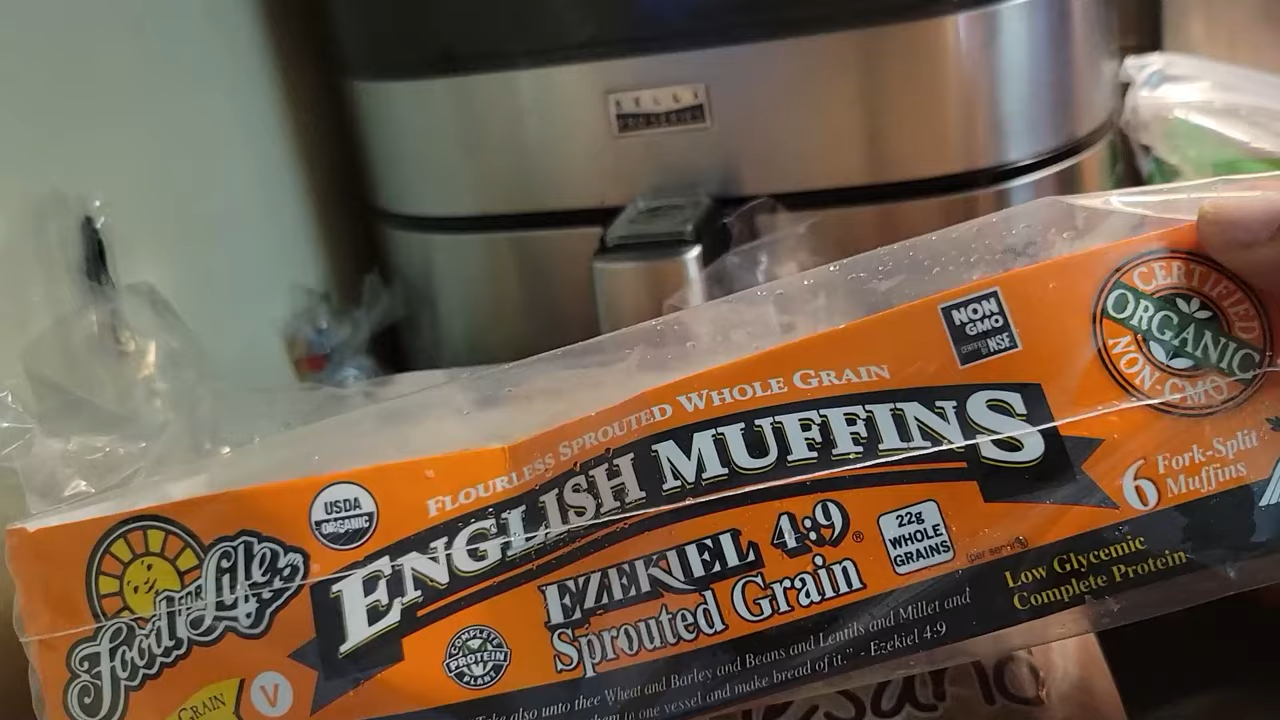 KELLY
PRO SERIES
NON
GMO
CERTIFIED
BY NSF.
CERTIFIED
ORGANIC
NON-GMO
FLOURLESS SPROUTED WHOLE GRAIN
ENGLISH MUFFINS
6 Fork-Split
Muffins
USDA
ORGANIC
Food FOR Life
EZEKIEL 4:9®
Sprouted Grain
22g
WHOLE
GRAINS
(per serving)
Low Glycemic
Complete Protein
COMPLETE
PROTEIN
PLANT
GRAIN
V
Take also unto thee Wheat and Barley and Beans and Lentils and Millet and
them in one vessel and make bread of it.” - Ezekiel 4:9